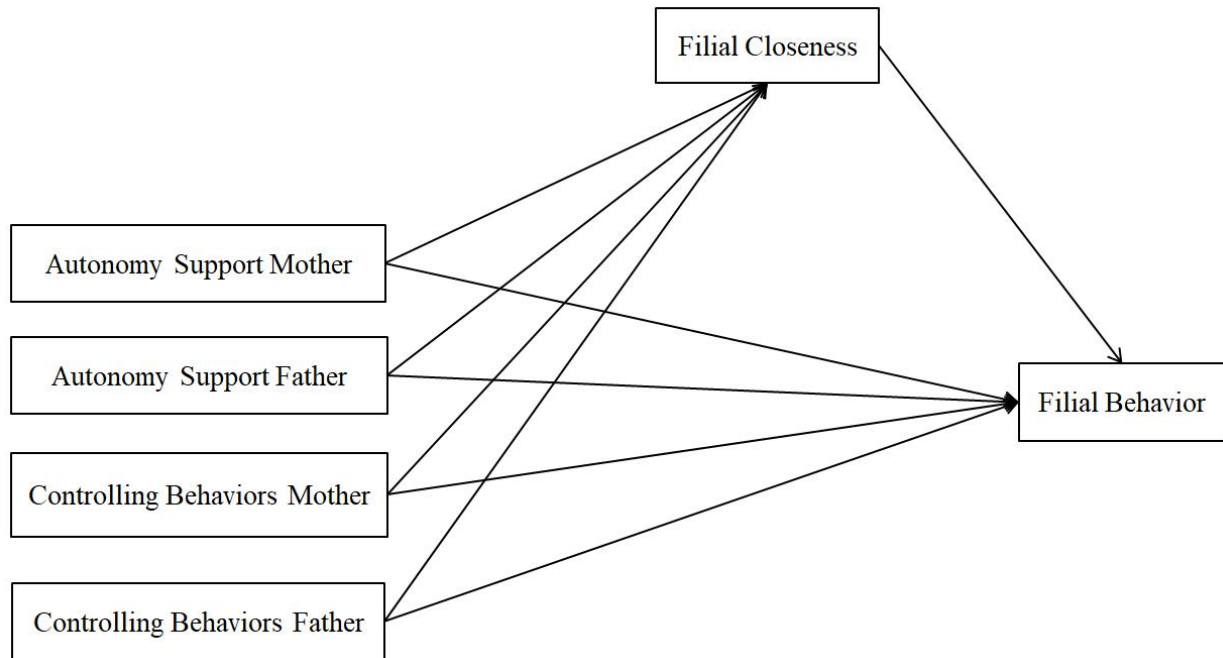 Filial Closeness
Autonomy Support Mother
Autonomy Support Father
Filial Behavior
Controlling Behaviors Mother
Controlling Behaviors Father